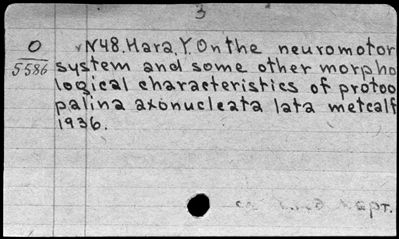 3
O
5586
N48. Hara, Y. On the neuromotor
system and some other morpho
logical characteristics of protoo
palina axonucleata lata metcalf
1936.
карт.